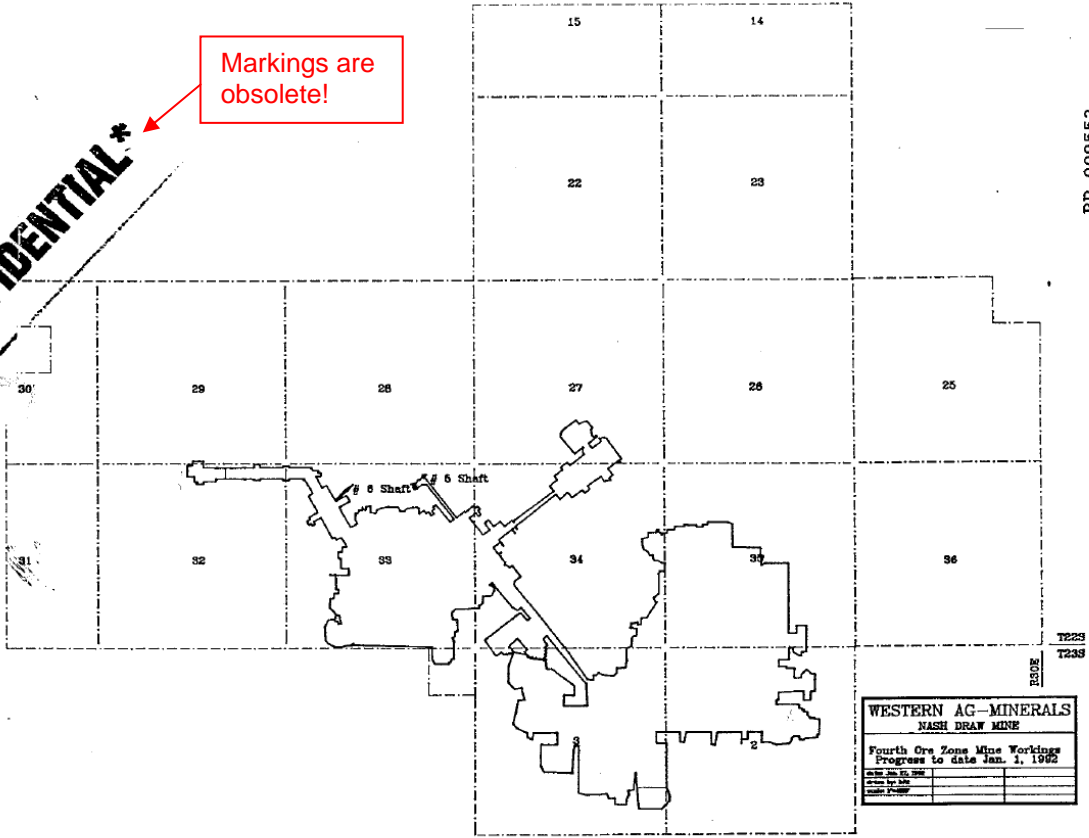 15
14
Markings are
obsolete!
IDENTIAL*
22
23
30
29
28
27
26
25
# 6 Shaft
# 5 Shaft
31
32
33
34
35
36
T22S
T23S
R30E
3
2
WESTERN AG-MINERALS
NASH DRAW MINE
Fourth Ore Zone Mine Workings
Progress to date Jan. 1, 1992